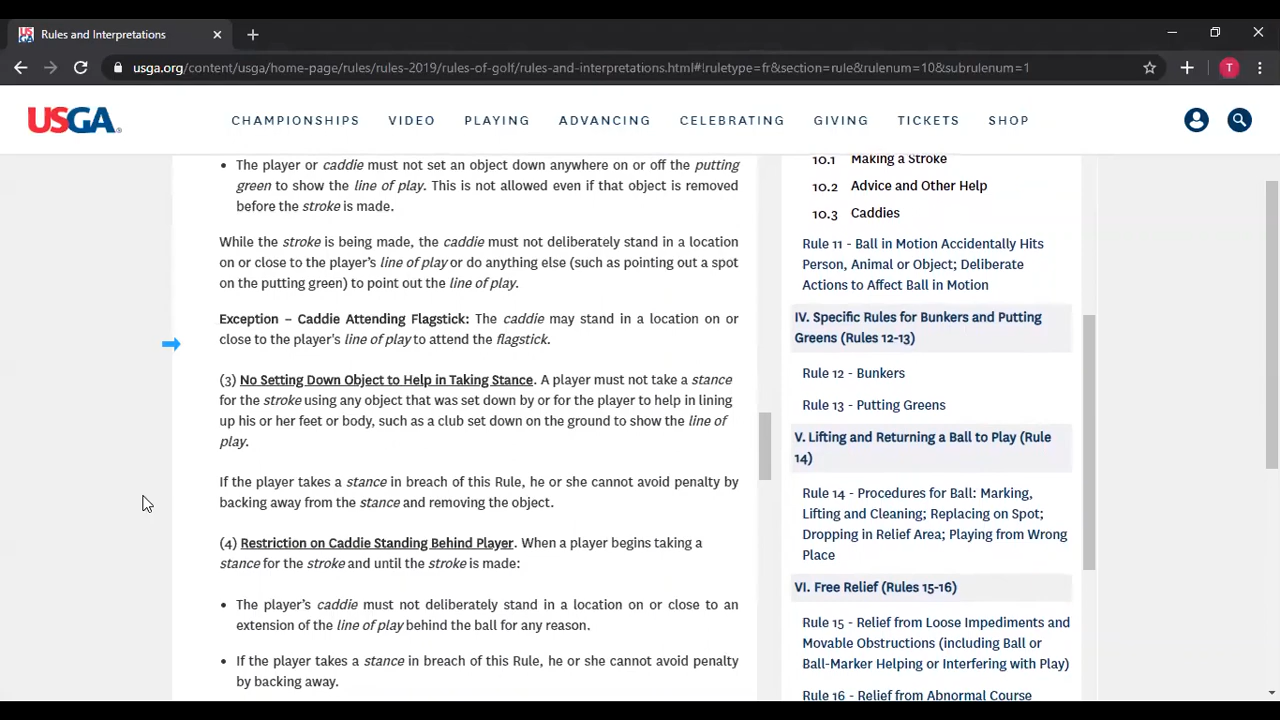 Rules and Interpretations
usga.org/content/usga/home-page/rules/rules-2019/rules-of-golf/rules-and-interpretations.html#!ruletype=fr&section=rule&rulenum=10&subrulenum=1
T
USGA
CHAMPIONSHIPS VIDEO PLAYING ADVANCING CELEBRATING GIVING TICKETS SHOP
• The player or caddie must not set an object down anywhere on or off the putting
green to show the line of play. This is not allowed even if that object is removed
before the stroke is made.
While the stroke is being made, the caddie must not deliberately stand in a location
on or close to the player's line of play or do anything else (such as pointing out a spot
on the putting green) to point out the line of play.
Exception – Caddie Attending Flagstick: The caddie may stand in a location on or
close to the player's line of play to attend the flagstick.
(3) No Setting Down Object to Help in Taking Stance. A player must not take a stance
for the stroke using any object that was set down by or for the player to help in lining
up his or her feet or body, such as a club set down on the ground to show the line of
play.
If the player takes a stance in breach of this Rule, he or she cannot avoid penalty by
backing away from the stance and removing the object.
(4) Restriction on Caddie Standing Behind Player. When a player begins taking a
stance for the stroke and until the stroke is made:
• The player's caddie must not deliberately stand in a location on or close to an
extension of the line of play behind the ball for any reason.
• If the player takes a stance in breach of this Rule, he or she cannot avoid penalty
by backing away.
10.1 Making a Stroke
10.2 Advice and Other Help
10.3 Caddies
Rule 11 - Ball in Motion Accidentally Hits
Person, Animal or Object; Deliberate
Actions to Affect Ball in Motion
IV. Specific Rules for Bunkers and Putting
Greens (Rules 12-13)
Rule 12 - Bunkers
Rule 13 - Putting Greens
V. Lifting and Returning a Ball to Play (Rule
14)
Rule 14 - Procedures for Ball: Marking,
Lifting and Cleaning; Replacing on Spot;
Dropping in Relief Area; Playing from Wrong
Place
VI. Free Relief (Rules 15-16)
Rule 15 - Relief from Loose Impediments and
Movable Obstructions (including Ball or
Ball-Marker Helping or Interfering with Play)
Rule 16 - Relief from Abnormal Course